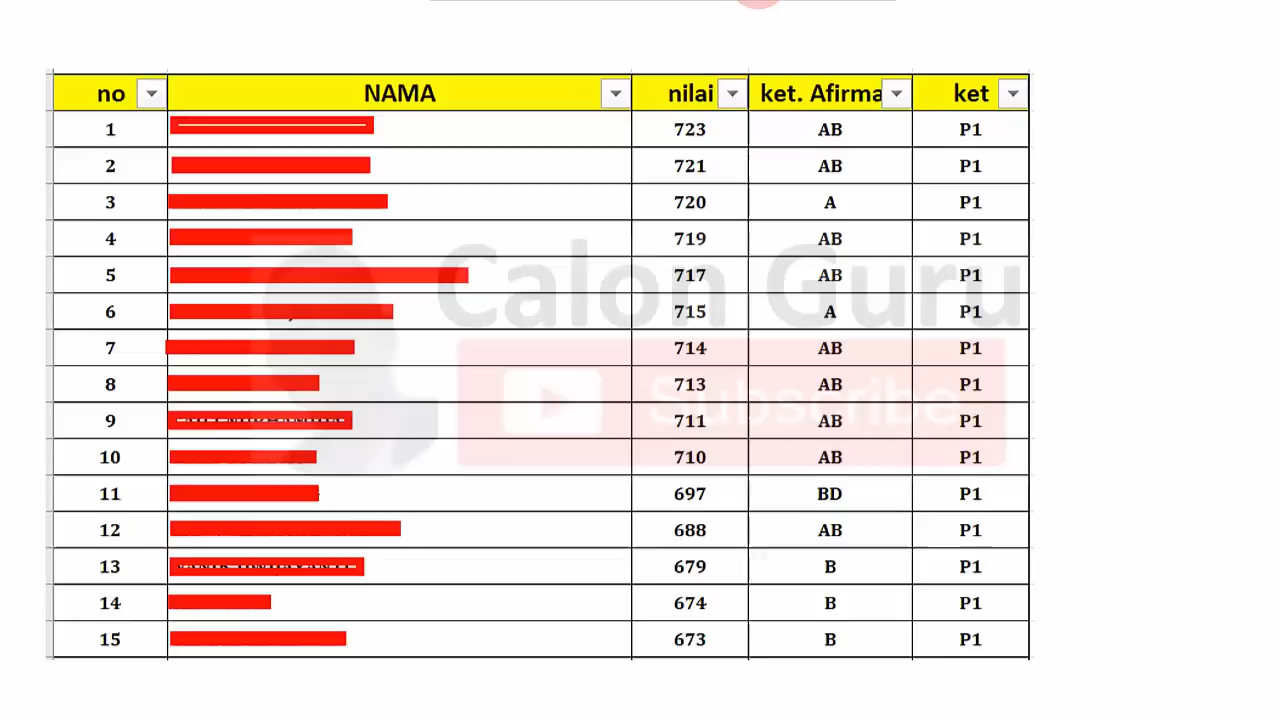 no NAMA nilai ket. Afirma ket
1 723 AB P1
2 721 AB P1
3 720 A P1
4 719 AB P1
5 717 AB P1
6 715 A P1
7 714 AB P1
8 713 AB P1
9 711 AB P1
10 710 AB P1
11 697 BD P1
12 688 AB P1
13 679 B P1
14 674 B P1
15 673 B P1
Calon Guru
Subscribe